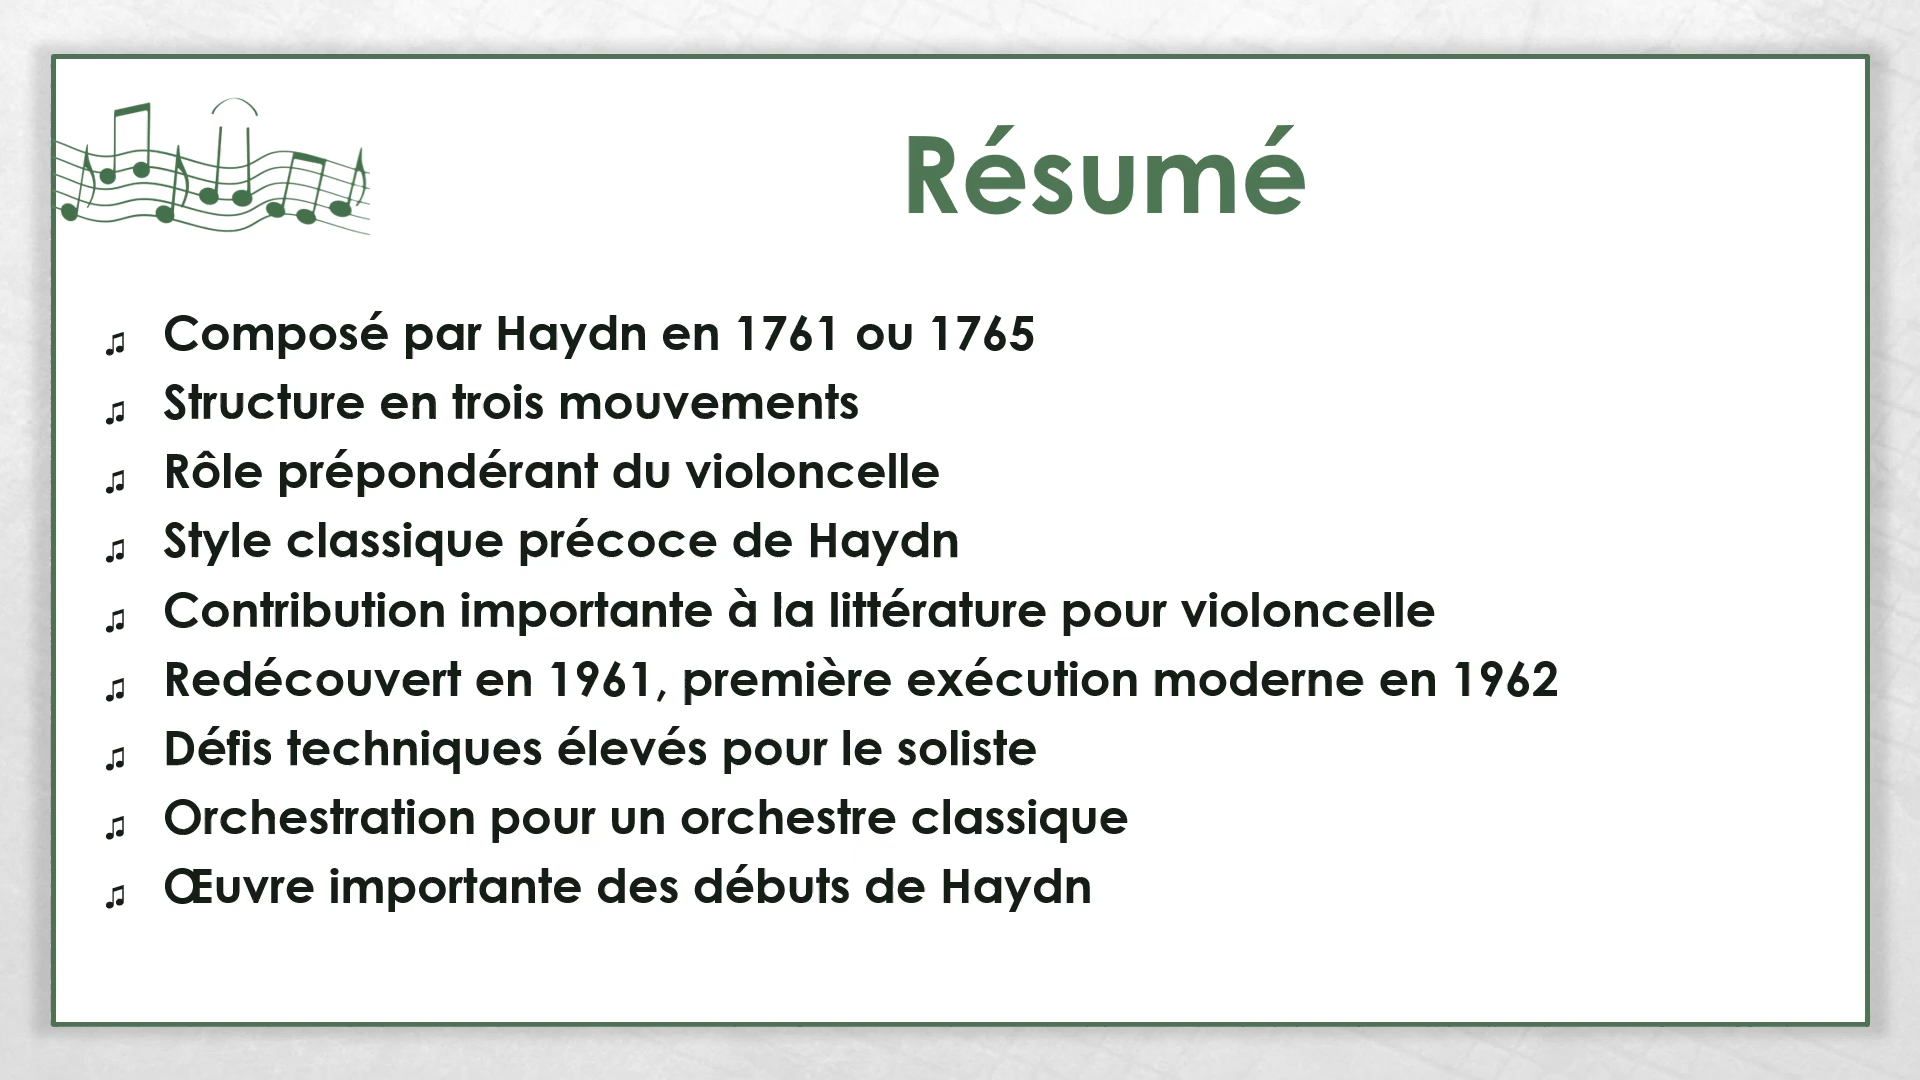 Résumé
♫ Composé par Haydn en 1761 ou 1765
♫ Structure en trois mouvements
♫ Rôle prépondérant du violoncelle
♫ Style classique précoce de Haydn
♫ Contribution importante à la littérature pour violoncelle
♫ Redécouvert en 1961, première exécution moderne en 1962
♫ Défis techniques élevés pour le soliste
♫ Orchestration pour un orchestre classique
♫ Œuvre importante des débuts de Haydn